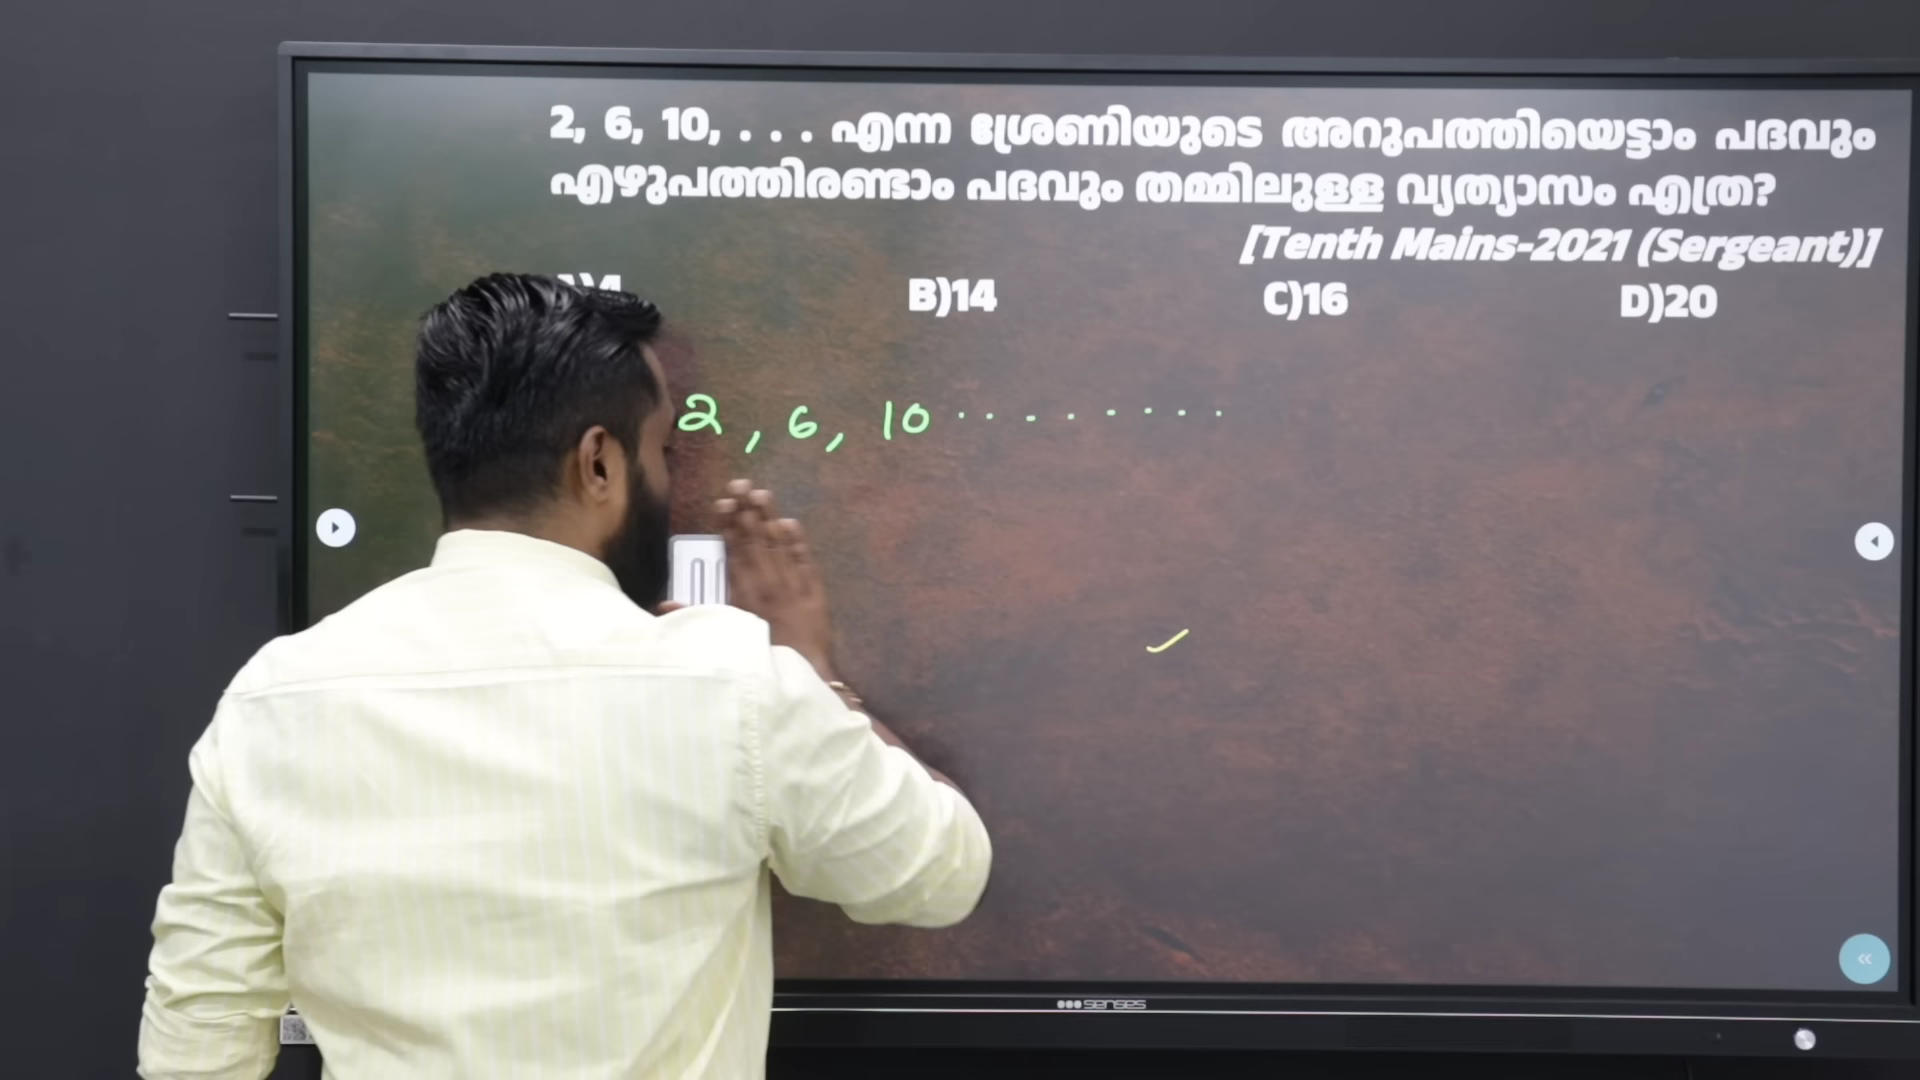 2, 6, 10, . . . എന്ന ശ്രേണിയുടെ അറുപത്തിയെട്ടാം പദവും
എഴുപത്തിരണ്ടാം പദവും തമ്മിലുള്ള വ്യത്യാസം എത്ര?
[Tenth Mains-2021 (Sergeant)]
B)14 C)16 D)20
2 , 6 , 10 . . . . . . . .
senses